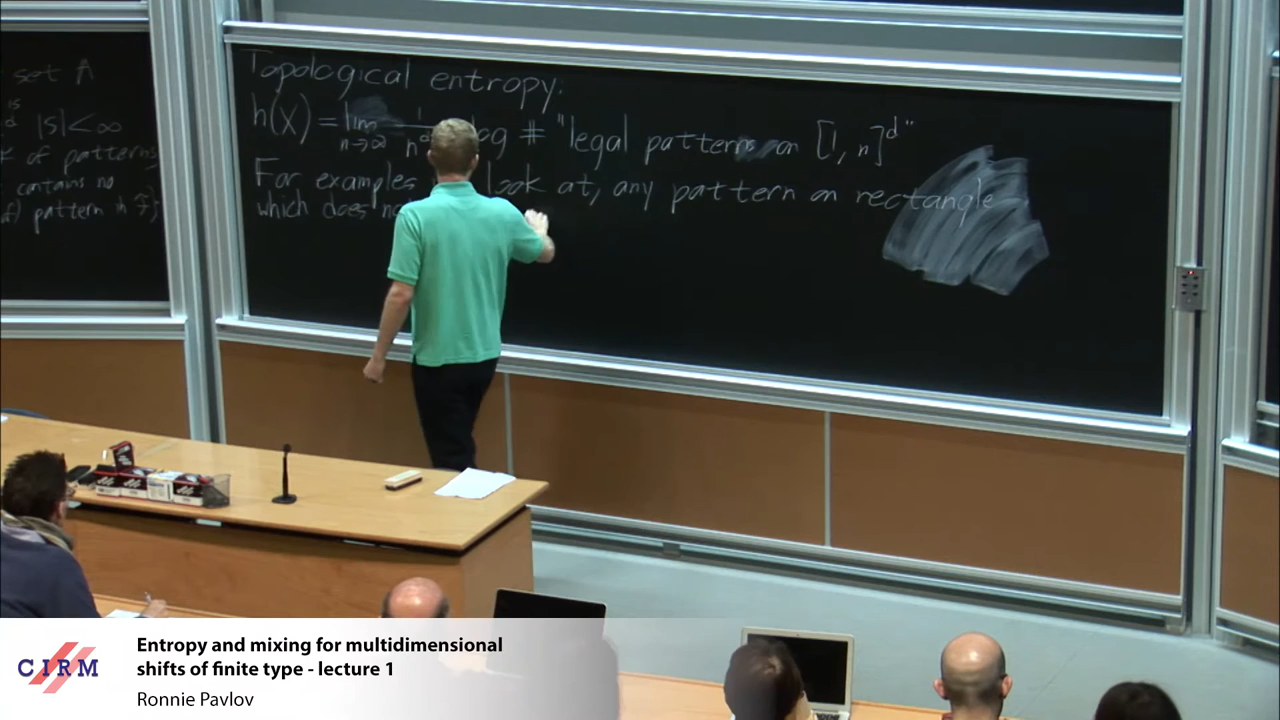 set A
is
|S|<∞
# of patterns
contains no
pattern in
Topological entropy:
h(X) = lim n→∞ 1/n^d log # "legal patterns on [1, n]^d"
For examples look at, any pattern on rectangle
which does
CIRM
Entropy and mixing for multidimensional
shifts of finite type - lecture 1
Ronnie Pavlov